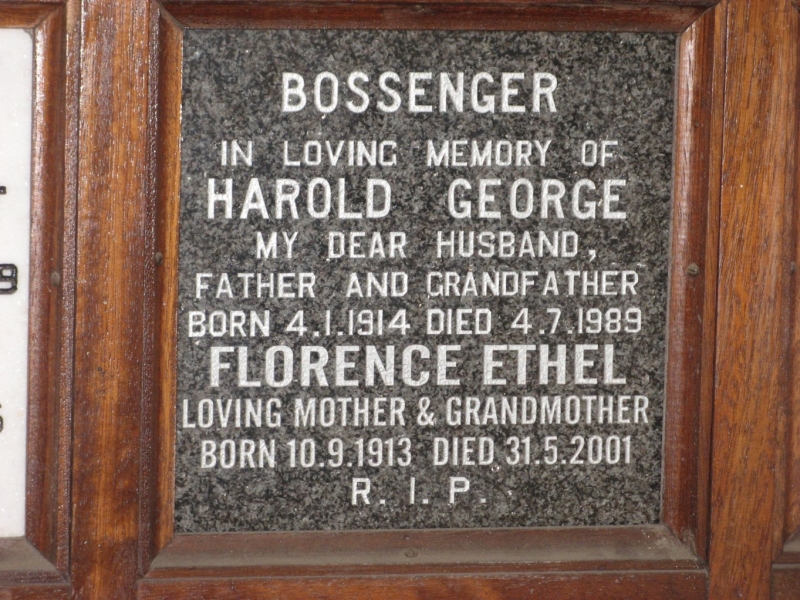 BOSSENGER
IN LOVING MEMORY OF
HAROLD GEORGE
MY DEAR HUSBAND,
FATHER AND GRANDFATHER
BORN 4.1.1914 DIED 4.7.1989
FLORENCE ETHEL
LOVING MOTHER & GRANDMOTHER
BORN 10.9.1913 DIED 31.5.2001
R. I. P.